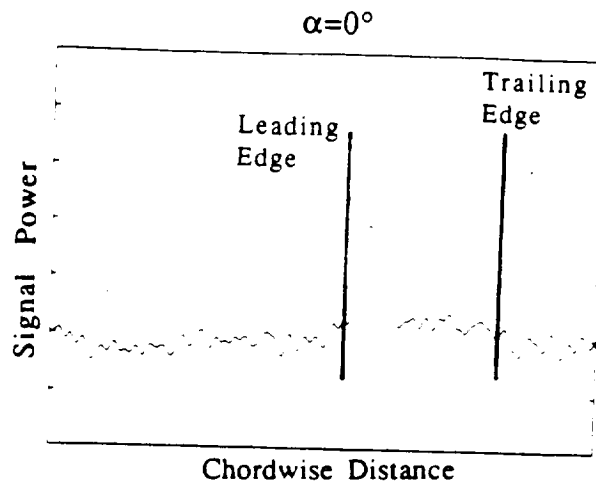 α=0°
Trailing
Edge
Leading
Edge
Signal Power
Chordwise Distance